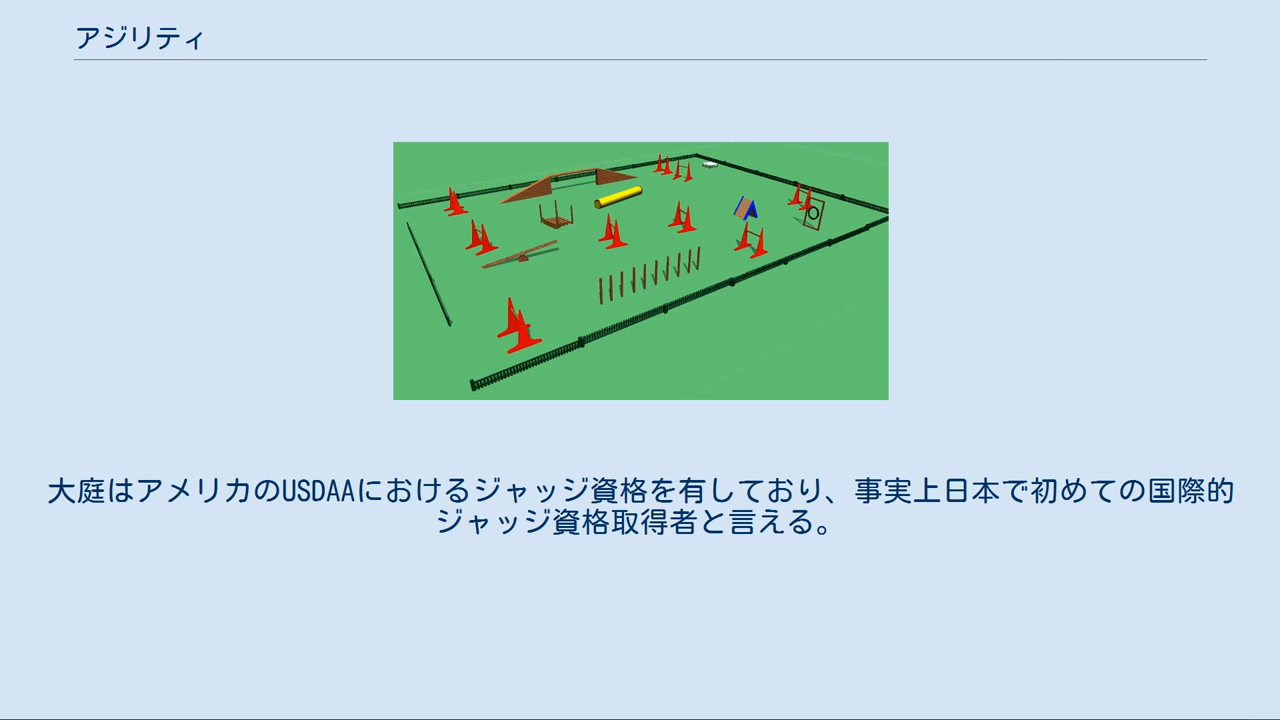 アジリティ
大庭はアメリカのUSDAAにおけるジャッジ資格を有しており、事実上日本で初めての国際的
ジャッジ資格取得者と言える。